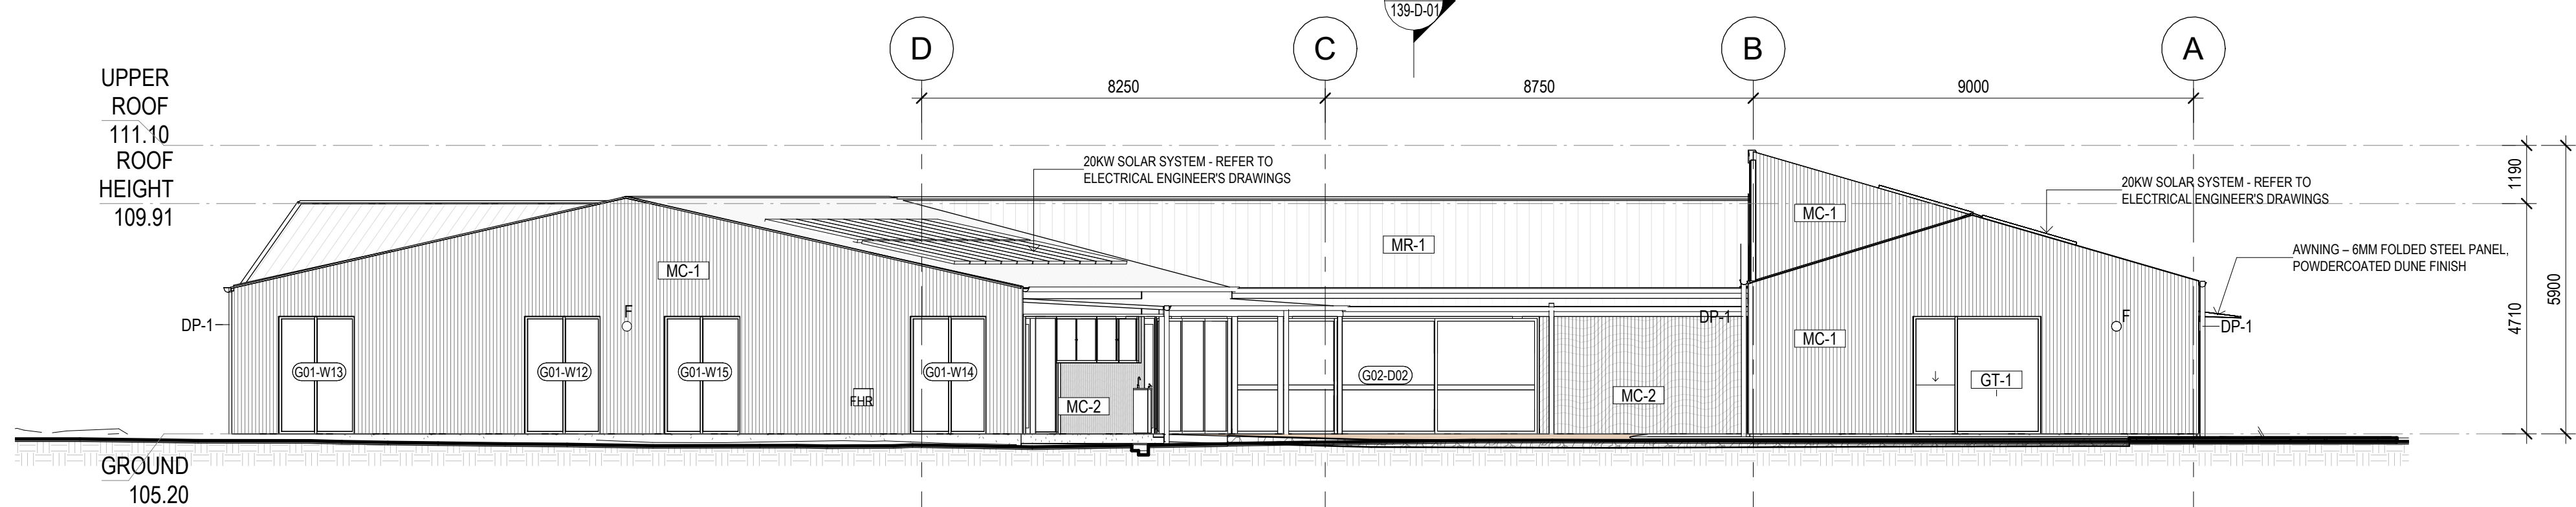 139-D-01
D
C
B
A
8250
8750
9000
UPPER
ROOF
111.10
ROOF
HEIGHT
109.91
20KW SOLAR SYSTEM - REFER TO
ELECTRICAL ENGINEER'S DRAWINGS
20KW SOLAR SYSTEM - REFER TO
ELECTRICAL ENGINEER'S DRAWINGS
1190
MC-1
MR-1
AWNING – 6MM FOLDED STEEL PANEL,
POWDERCOATED DUNE FINISH
MC-1
5900
4710
DP-1
F
DP-1
F
DP-1
MC-1
G01-W13
G01-W12
G01-W15
G01-W14
G02-D02
GT-1
FHR
MC-2
MC-2
GROUND
105.20